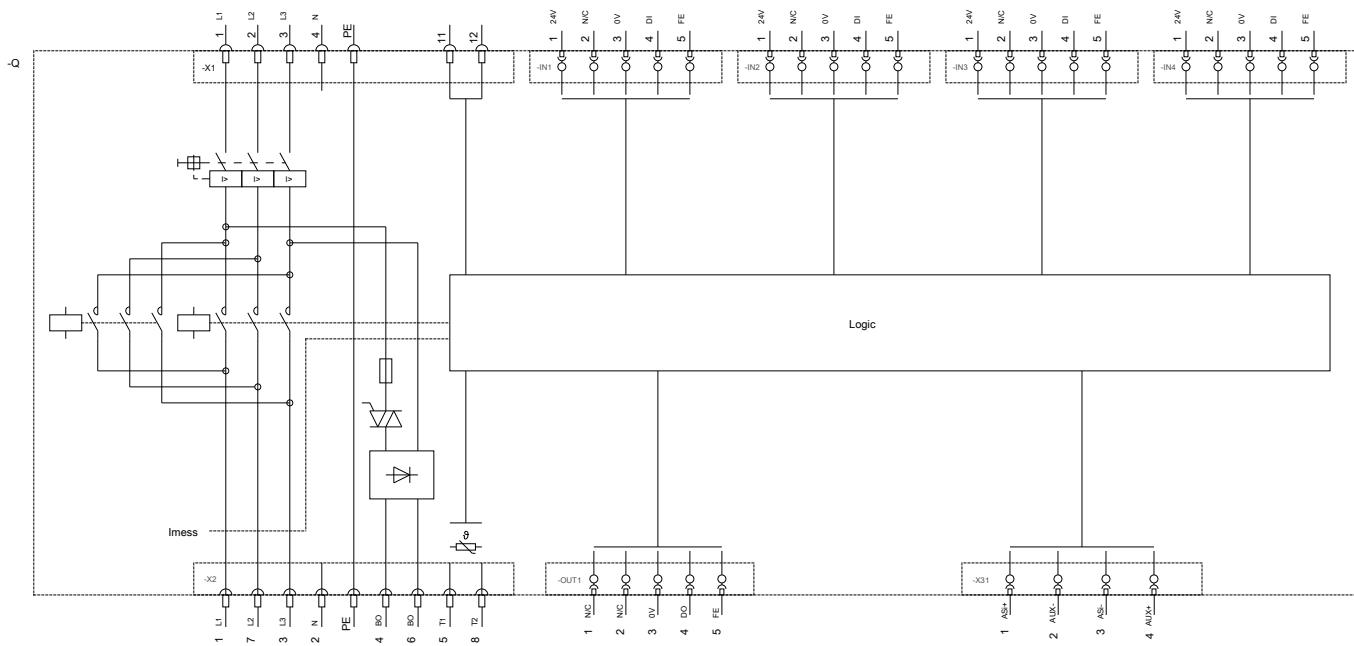 -Q
L1 L2 L3 N
1 2 3 4 PE 11 12
-X1
24V N/C 0V DI FE
1 2 3 4 5
-IN1
24V N/C 0V DI FE
1 2 3 4 5
-IN2
24V N/C 0V DI FE
1 2 3 4 5
-IN3
24V N/C 0V DI FE
1 2 3 4 5
-IN4
I> I> I>
Logic
Imess
ϑ
-X2
L1 L2 L3 N PE BO BO T1 T2
1 7 3 2 4 6 5 8
-OUT1
N/C N/C 0V DO FE
1 2 3 4 5
-X31
ASi+ AUX- ASi- AUX+
1 2 3 4